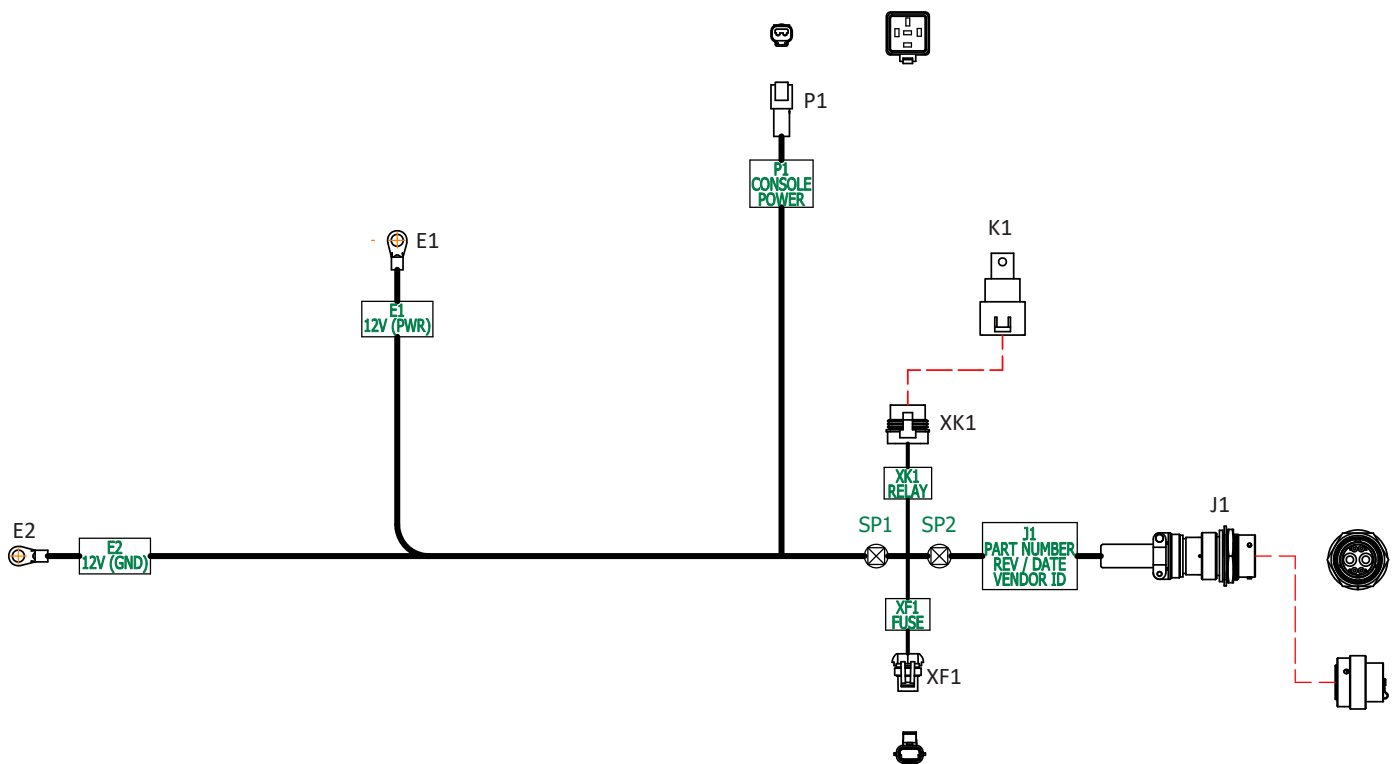 P1
P1
CONSOLE
POWER
K1
E1
E1
12V (PWR)
XK1
XK1
RELAY
E2
E2
12V (GND)
SP1
SP2
J1
J1
PART NUMBER
REV / DATE
VENDOR ID
XF1
FUSE
XF1